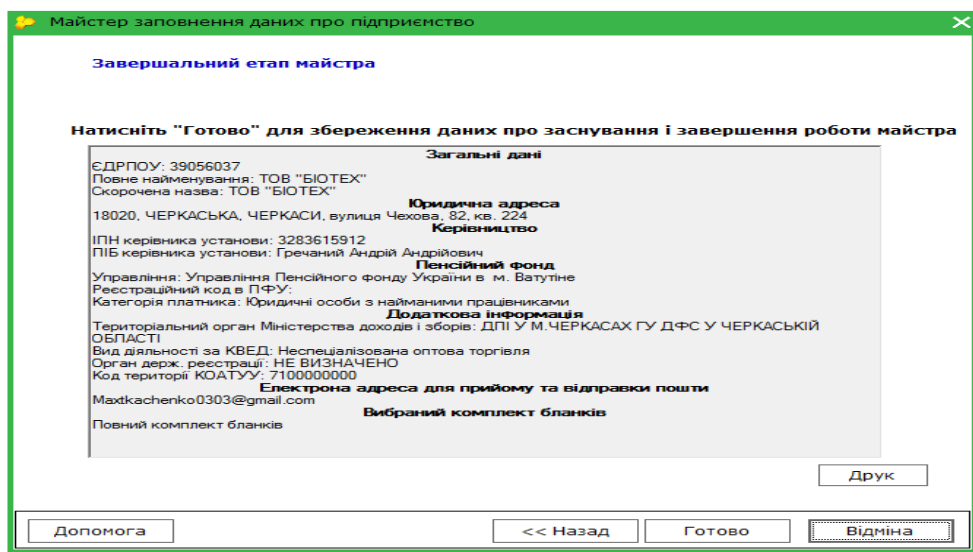 Майстер заповнення даних про підприємство
Завершальний етап майстра
Натисніть "Готово" для збереження даних про заснування і завершення роботи майстра
Загальні дані
ЄДРПОУ: 39056037
Повне найменування: ТОВ "БІОТЕХ"
Скорочена назва: ТОВ "БІОТЕХ"
Юридична адреса
18020, ЧЕРКАСЬКА, ЧЕРКАСИ, вулиця Чехова, 82, кв. 224
Керівництво
ІПН керівника установи: 3283615912
ПІБ керівника установи: Гречаний Андрій Андрійович
Пенсійний фонд
Управління: Управління Пенсійного фонду України в м. Ватутіне
Реєстраційний код в ПФУ:
Категорія платника: Юридичні особи з найманими працівниками
Додаткова інформація
Територіальний орган Міністерства доходів і зборів: ДПІ У М.ЧЕРКАСАХ ГУ ДФС У ЧЕРКАСЬКІЙ
ОБЛАСТІ
Вид діяльності за КВЕД: Неспеціалізована оптова торгівля
Орган держ. реєстрації: НЕ ВИЗНАЧЕНО
Код території КОАТУУ: 7100000000
Електрона адреса для прийому та відправки пошти
Maxtkachenko0303@gmail.com
Вибраний комплект бланків
Повний комплект бланків
Друк
Допомога
<< Назад
Готово
Відміна